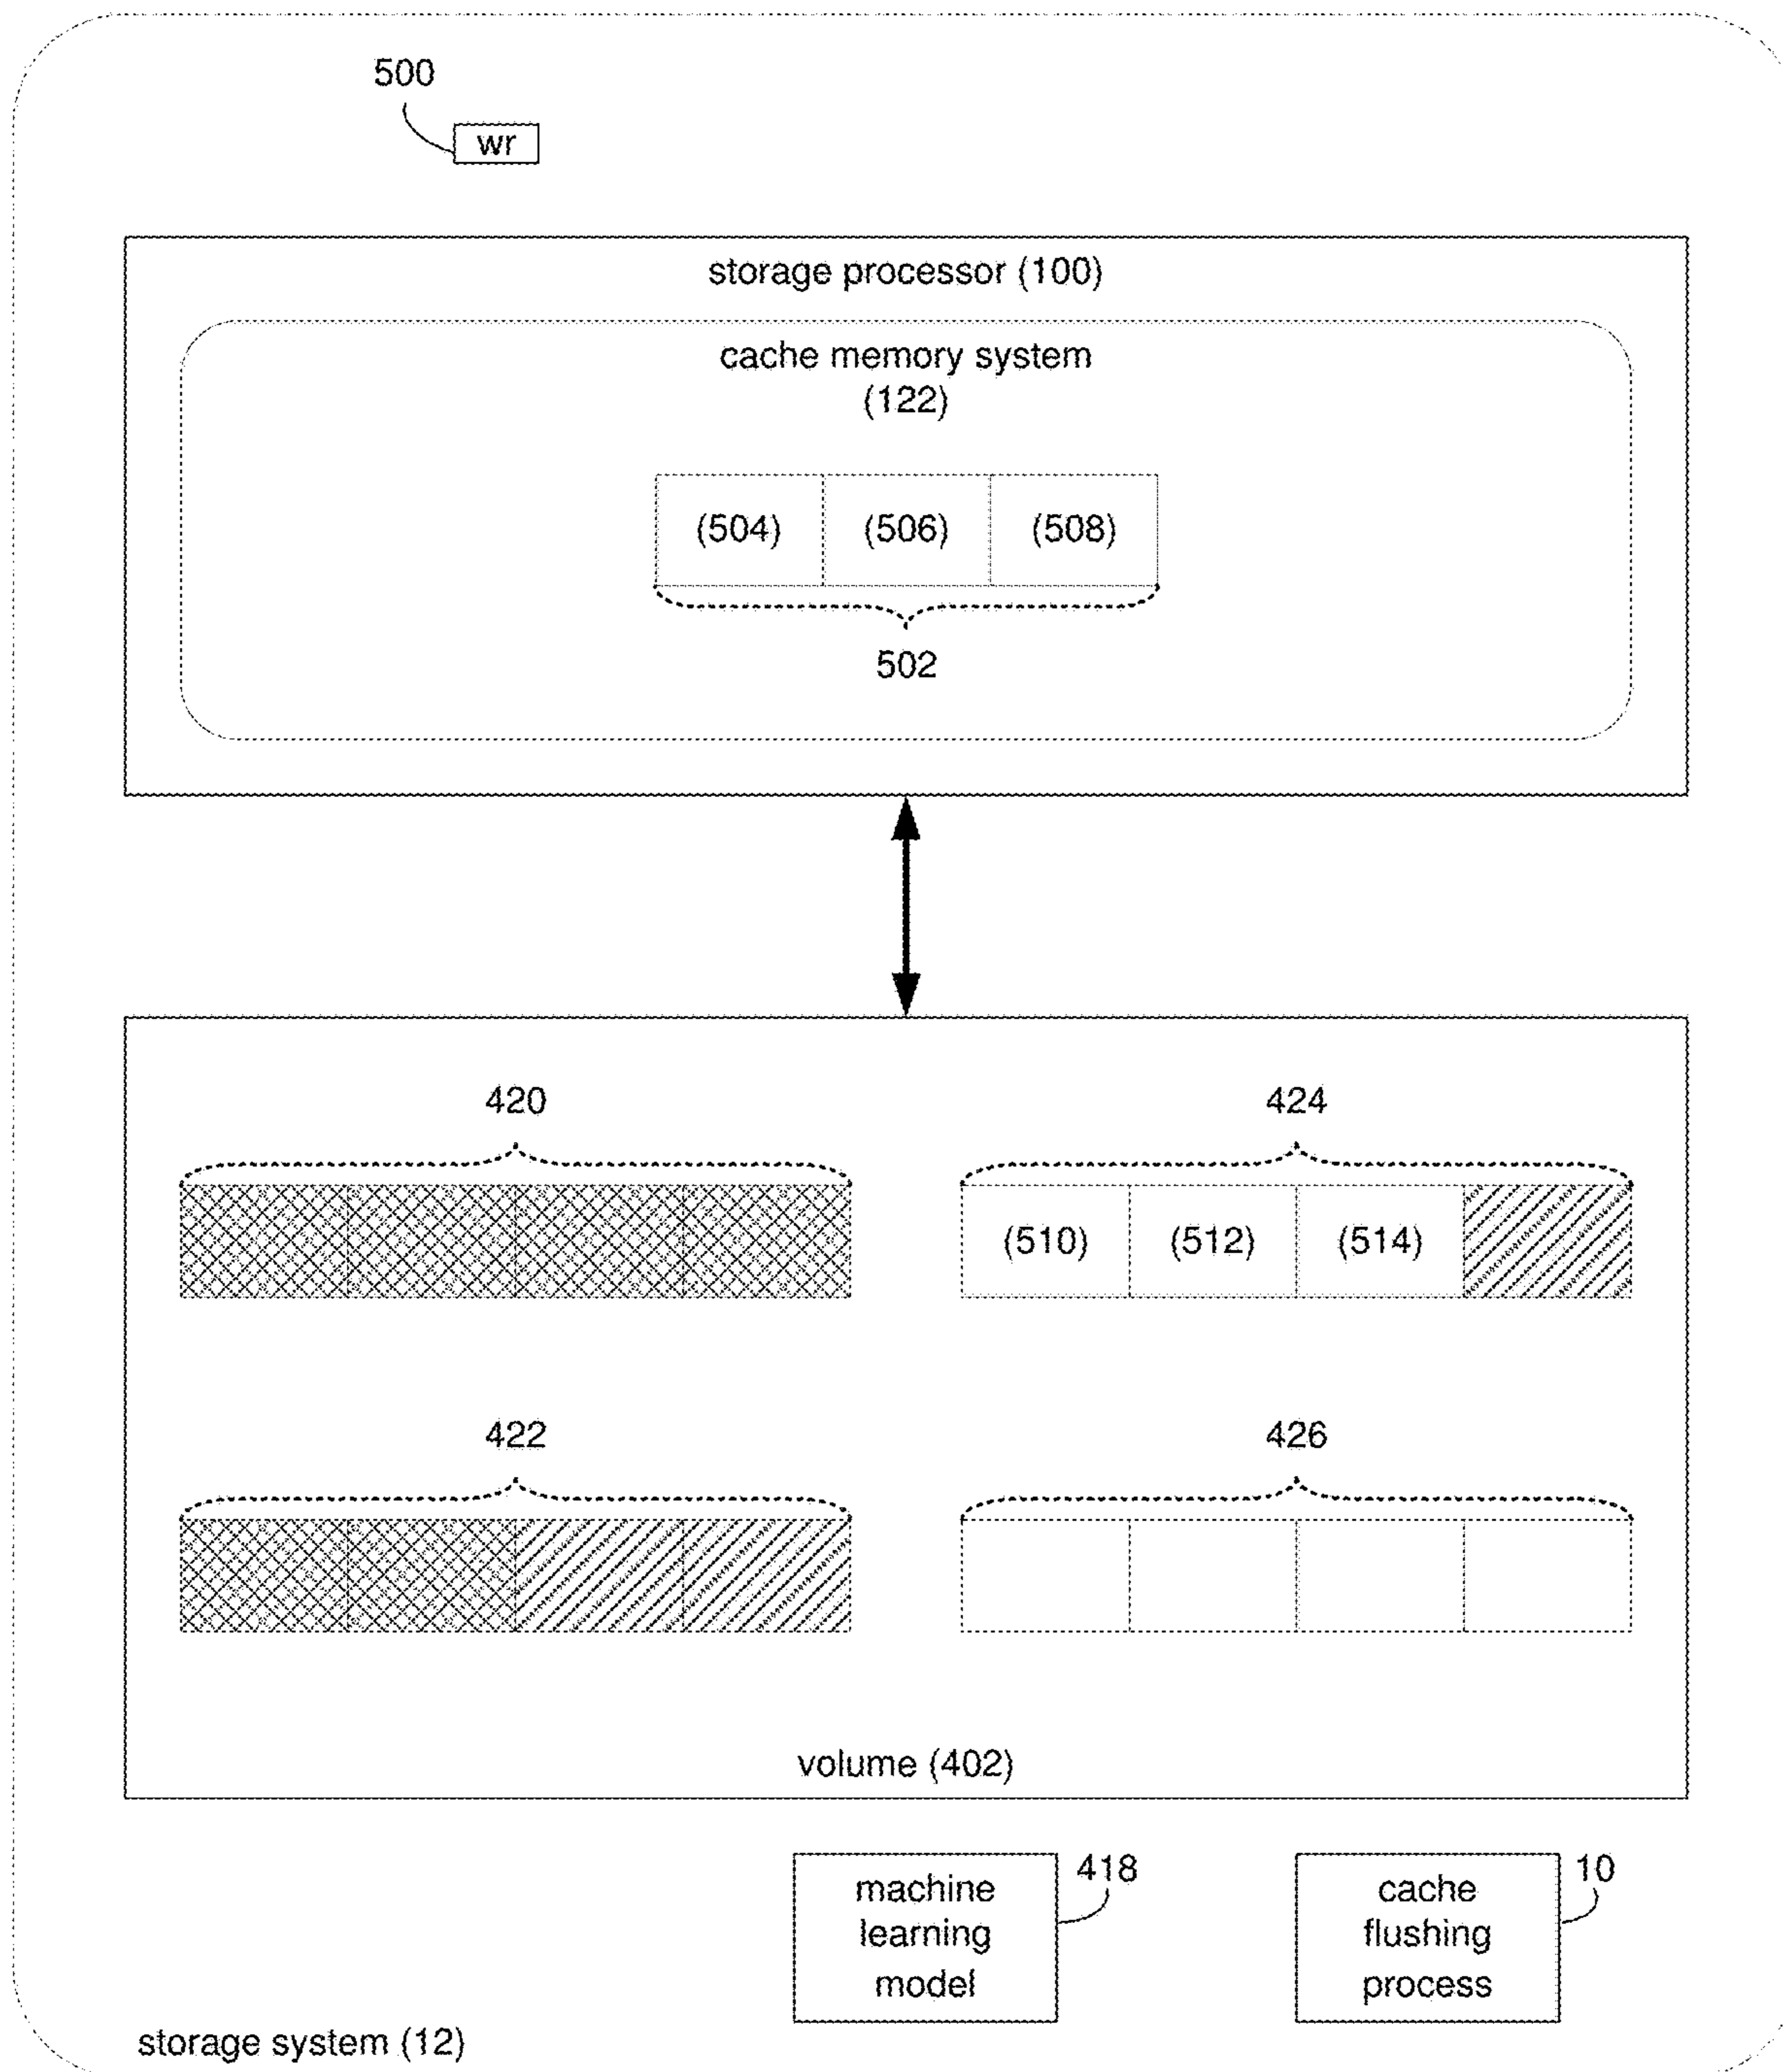 500
wr
storage processor (100)
cache memory system
(122)
(504) (506) (508)
502
420 424
(510) (512) (514)
422 426
volume (402)
machine
learning
model
418
cache
flushing
process
10
storage system (12)